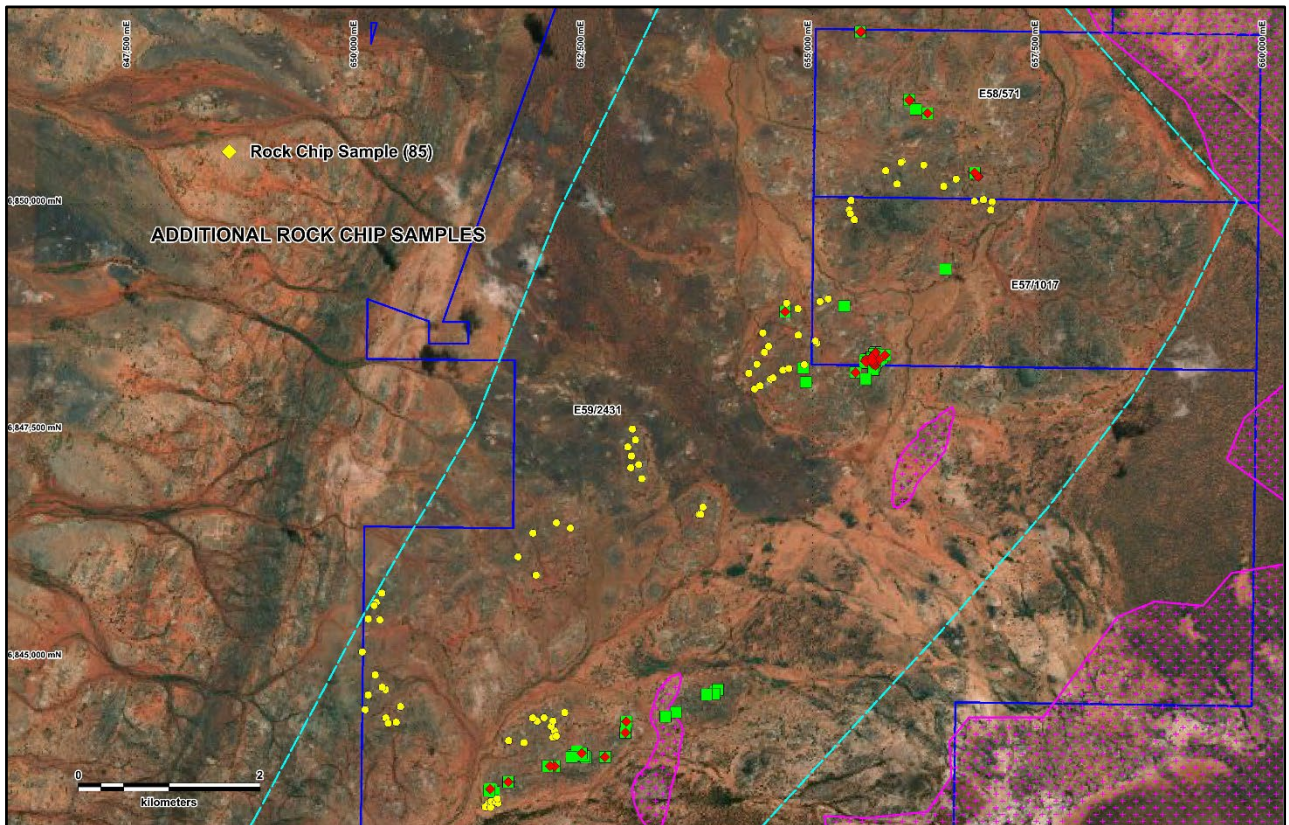 647,500 mE
650,000 mE
652,500 mE
655,000 mE
657,500 mE
660,000 mE
E58/571
Rock Chip Sample (85)
6,850,000 mN
ADDITIONAL ROCK CHIP SAMPLES
E57/1017
E59/2431
6,847,500 mN
6,845,000 mN
0 2
kilometers